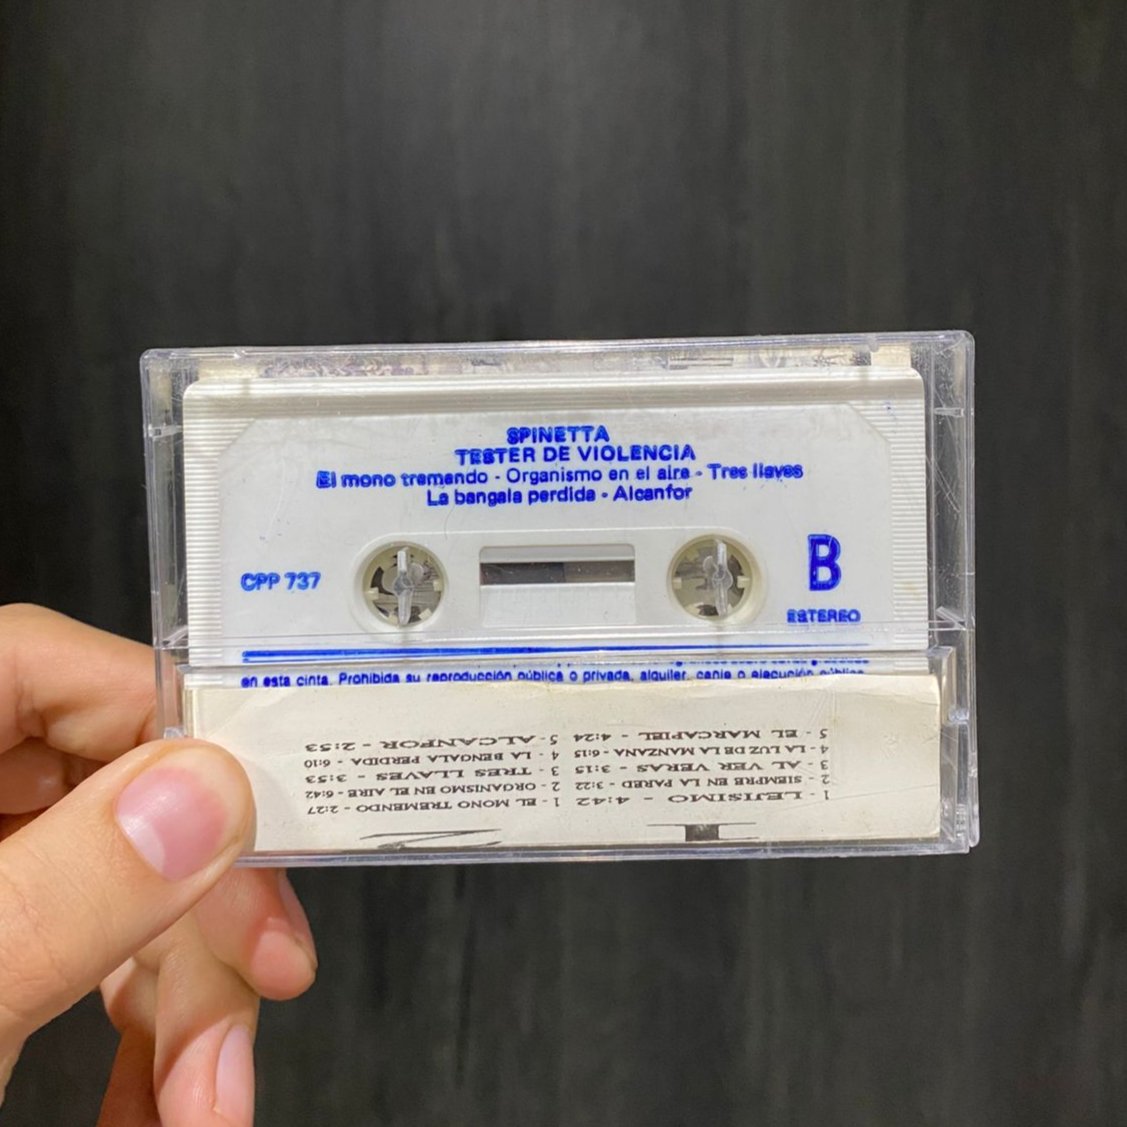 SPINETTA
TESTER DE VIOLENCIA
El mono tremendo - Organismo en el aire - Tres llaves
La bangala perdida - Alcanfor
CPP 737
B
ESTEREO
en esta cinta. Prohibida su reproducción pública o privada, alquiler, canje o ejecución pública
1 - LEJISIMO - 4:42
2 - SIEMPRE EN LA PARED - 3:22
3 - AL VER VERAS - 3:15
4 - LA LUZ DE LA MANZANA - 6:15
5 - EL MARCAPIEL - 4:24
1 - EL MONO TREMENDO - 2:27
2 - ORGANISMO EN EL AIRE - 6:42
3 - TRES LLAVES - 3:53
4 - LA BENGALA PERDIDA - 6:10
5 - ALCANFOR - 2:53